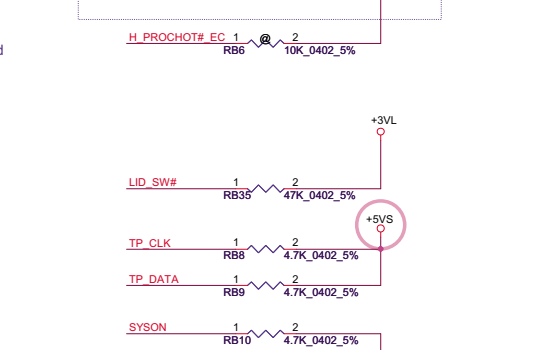 H_PROCHOT#_EC 1 @ 2
RB6 10K_0402_5%
+3VL
LID_SW# 1 2
RB35 47K_0402_5%
+5VS
TP_CLK 1 2
RB8 4.7K_0402_5%
TP_DATA 1 2
RB9 4.7K_0402_5%
SYSON 1 2
RB10 4.7K_0402_5%